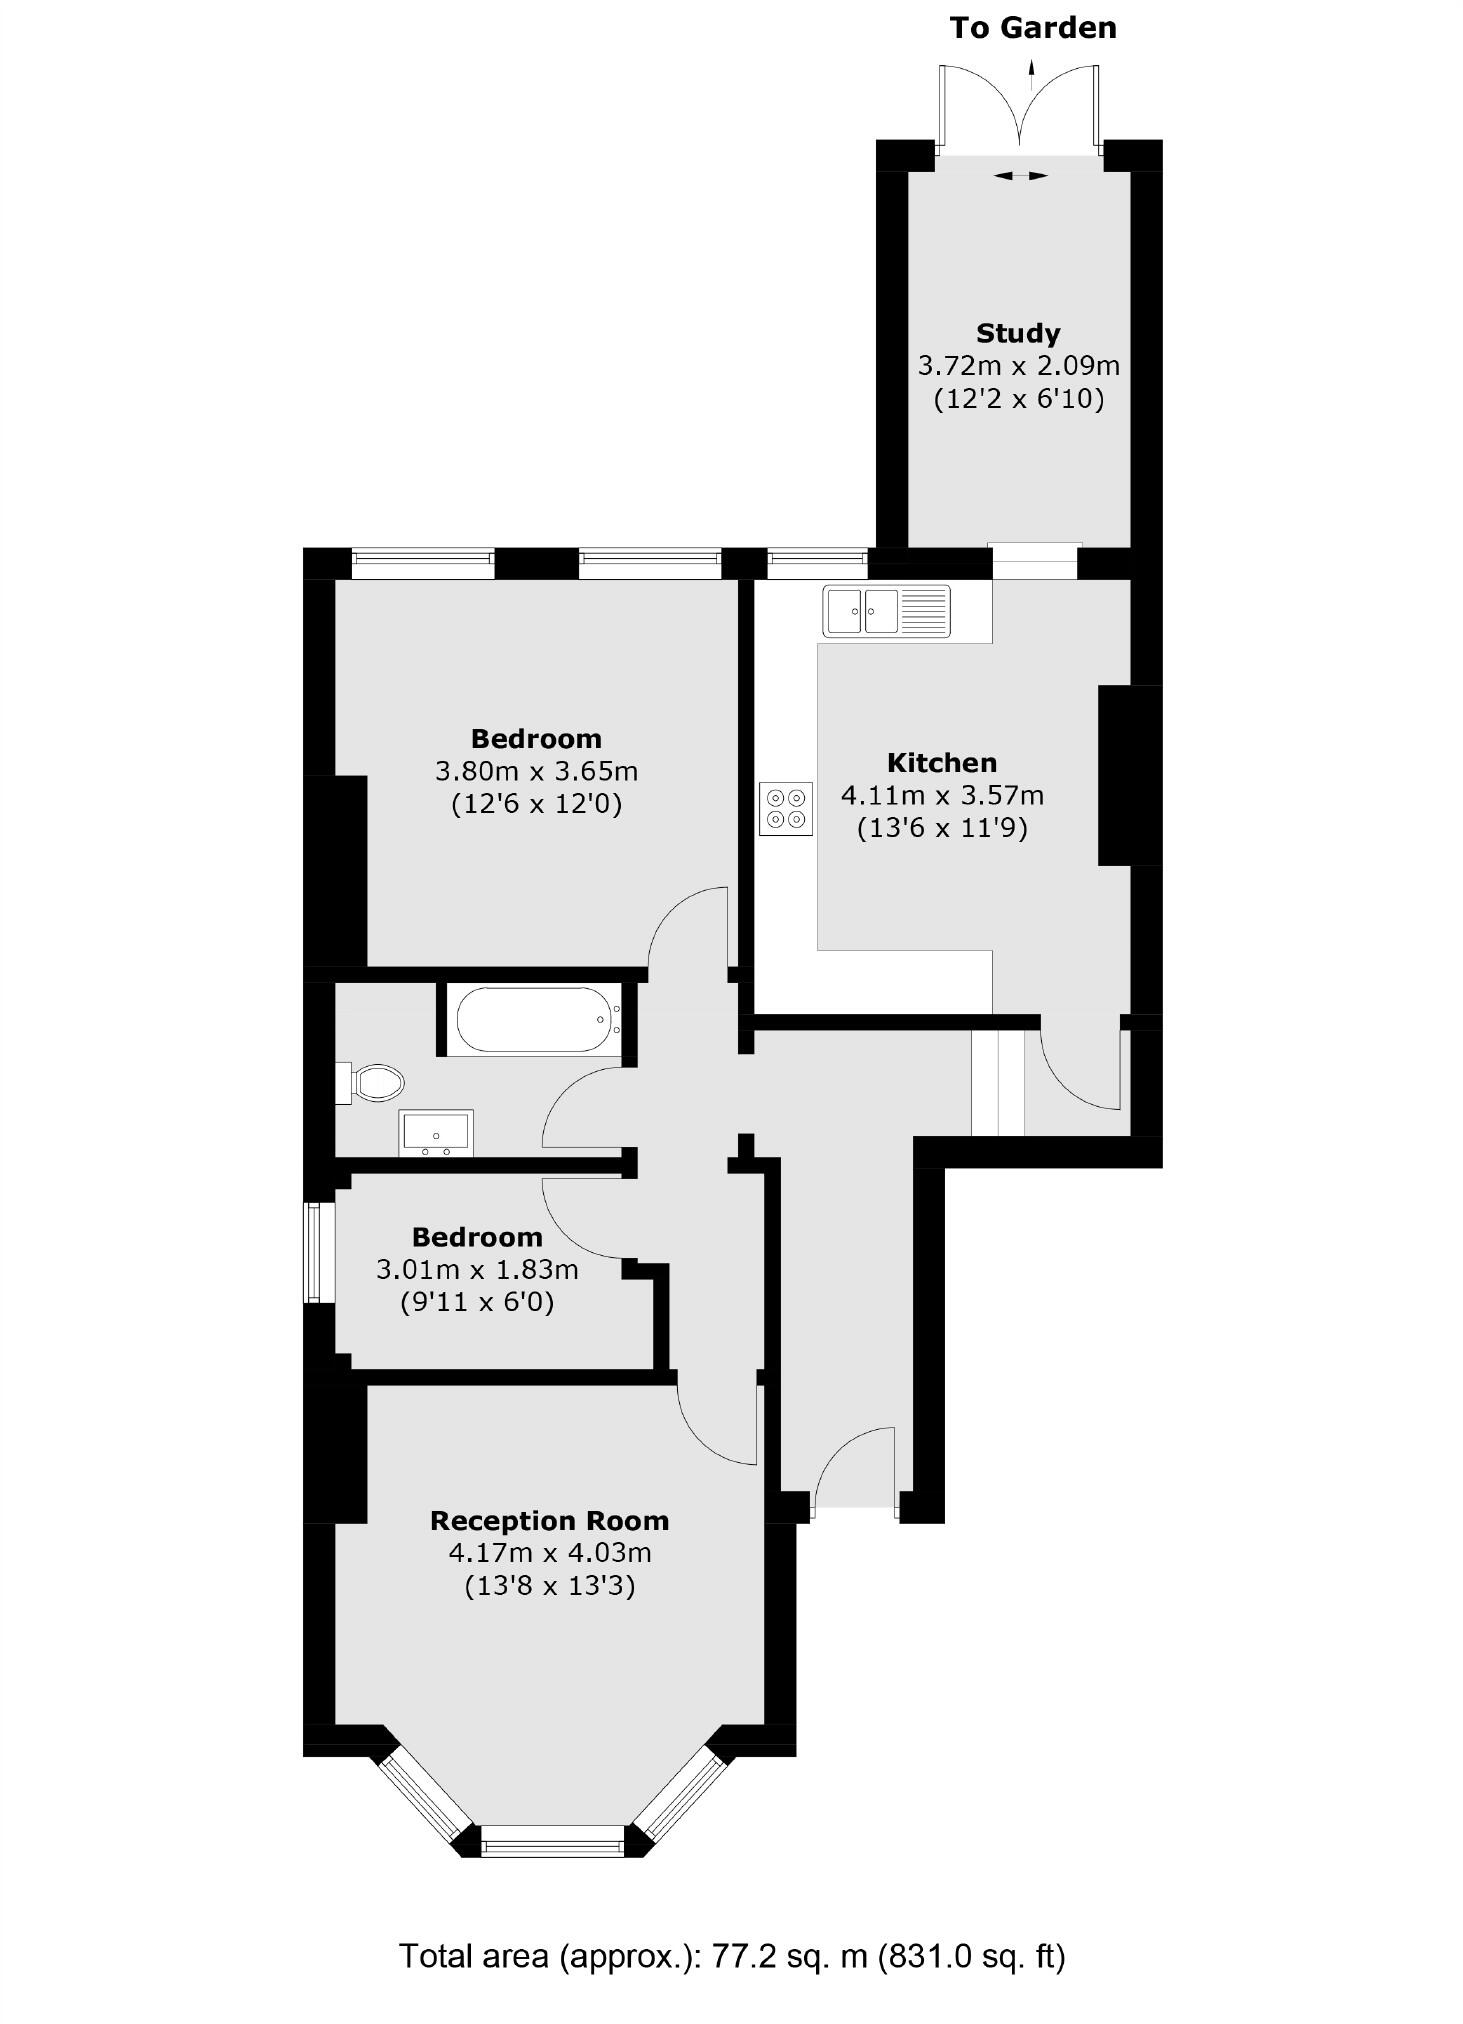 To Garden
Study
3.72m x 2.09m
(12'2 x 6'10)
Bedroom
3.80m x 3.65m
(12'6 x 12'0)
Kitchen
4.11m x 3.57m
(13'6 x 11'9)
Bedroom
3.01m x 1.83m
(9'11 x 6'0)
Reception Room
4.17m x 4.03m
(13'8 x 13'3)
Total area (approx.): 77.2 sq. m (831.0 sq. ft)